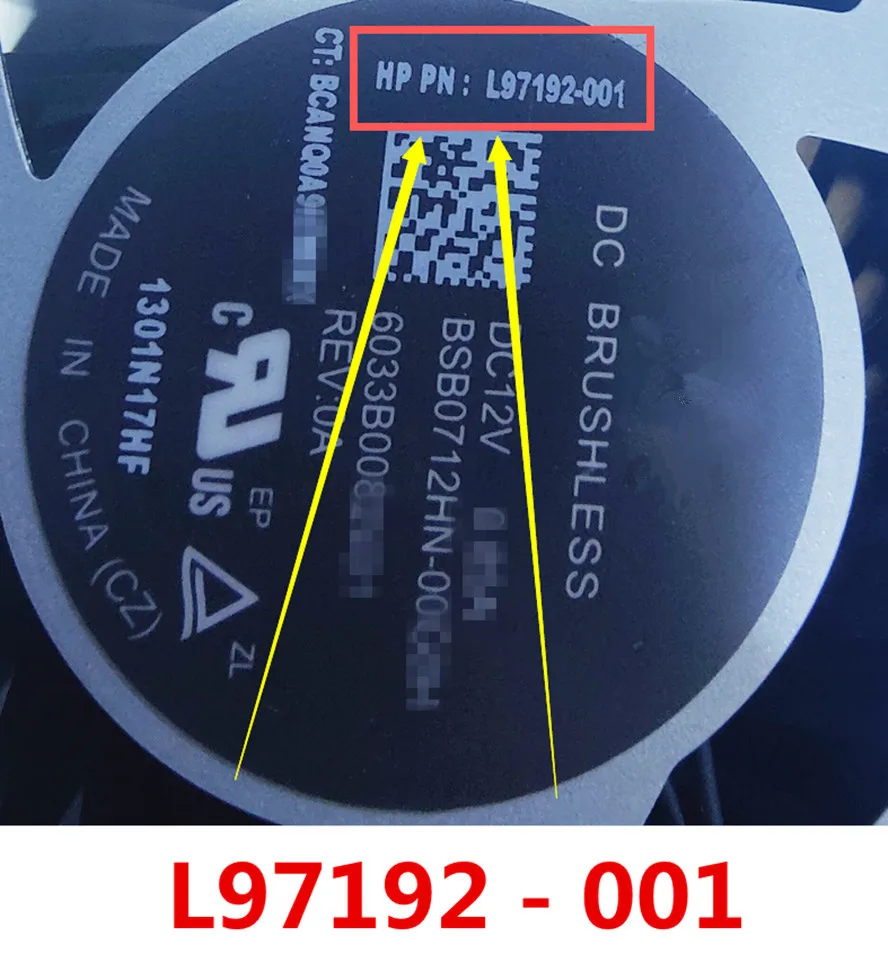 HP PN: L97192-001
CT: BCANQ0A9
DC BRUSHLESS
DC12V
BSB0712HN-00
6033B008
REV:0A
C US
EP
ZL
1301N17HF
MADE IN CHINA (CZ)
L97192 - 001